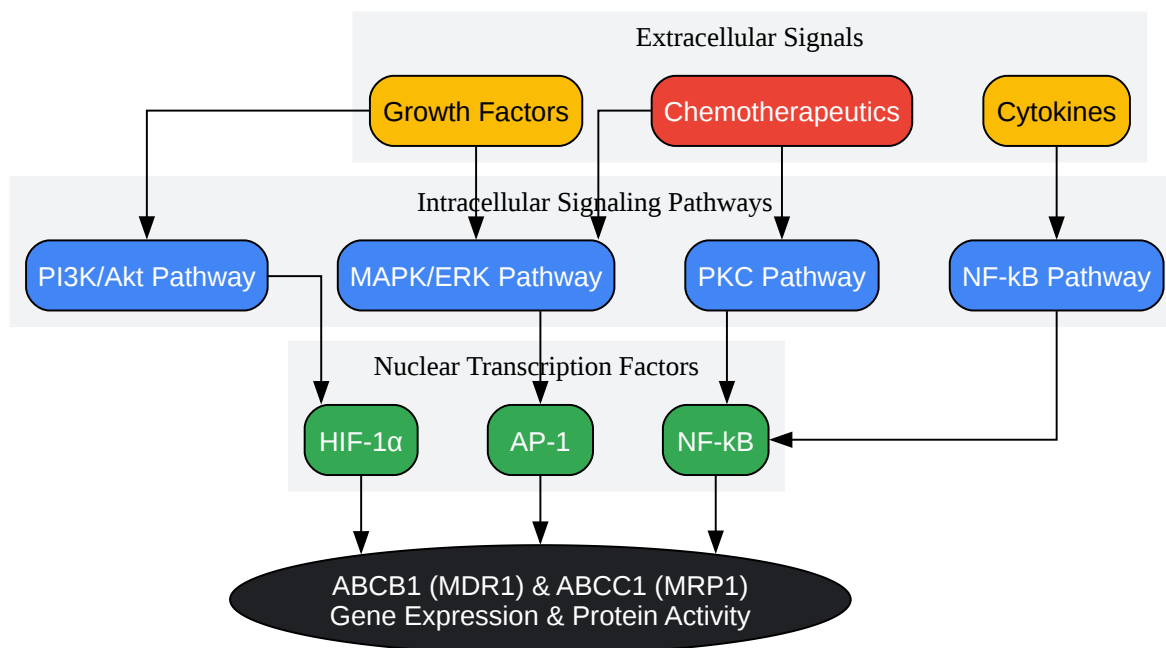 Extracellular Signals
Growth Factors
Chemotherapeutics
Cytokines
Intracellular Signaling Pathways
PI3K/Akt Pathway
MAPK/ERK Pathway
PKC Pathway
NF-kB Pathway
Nuclear Transcription Factors
HIF-1α
AP-1
NF-kB
ABCB1 (MDR1) & ABCC1 (MRP1)
Gene Expression & Protein Activity